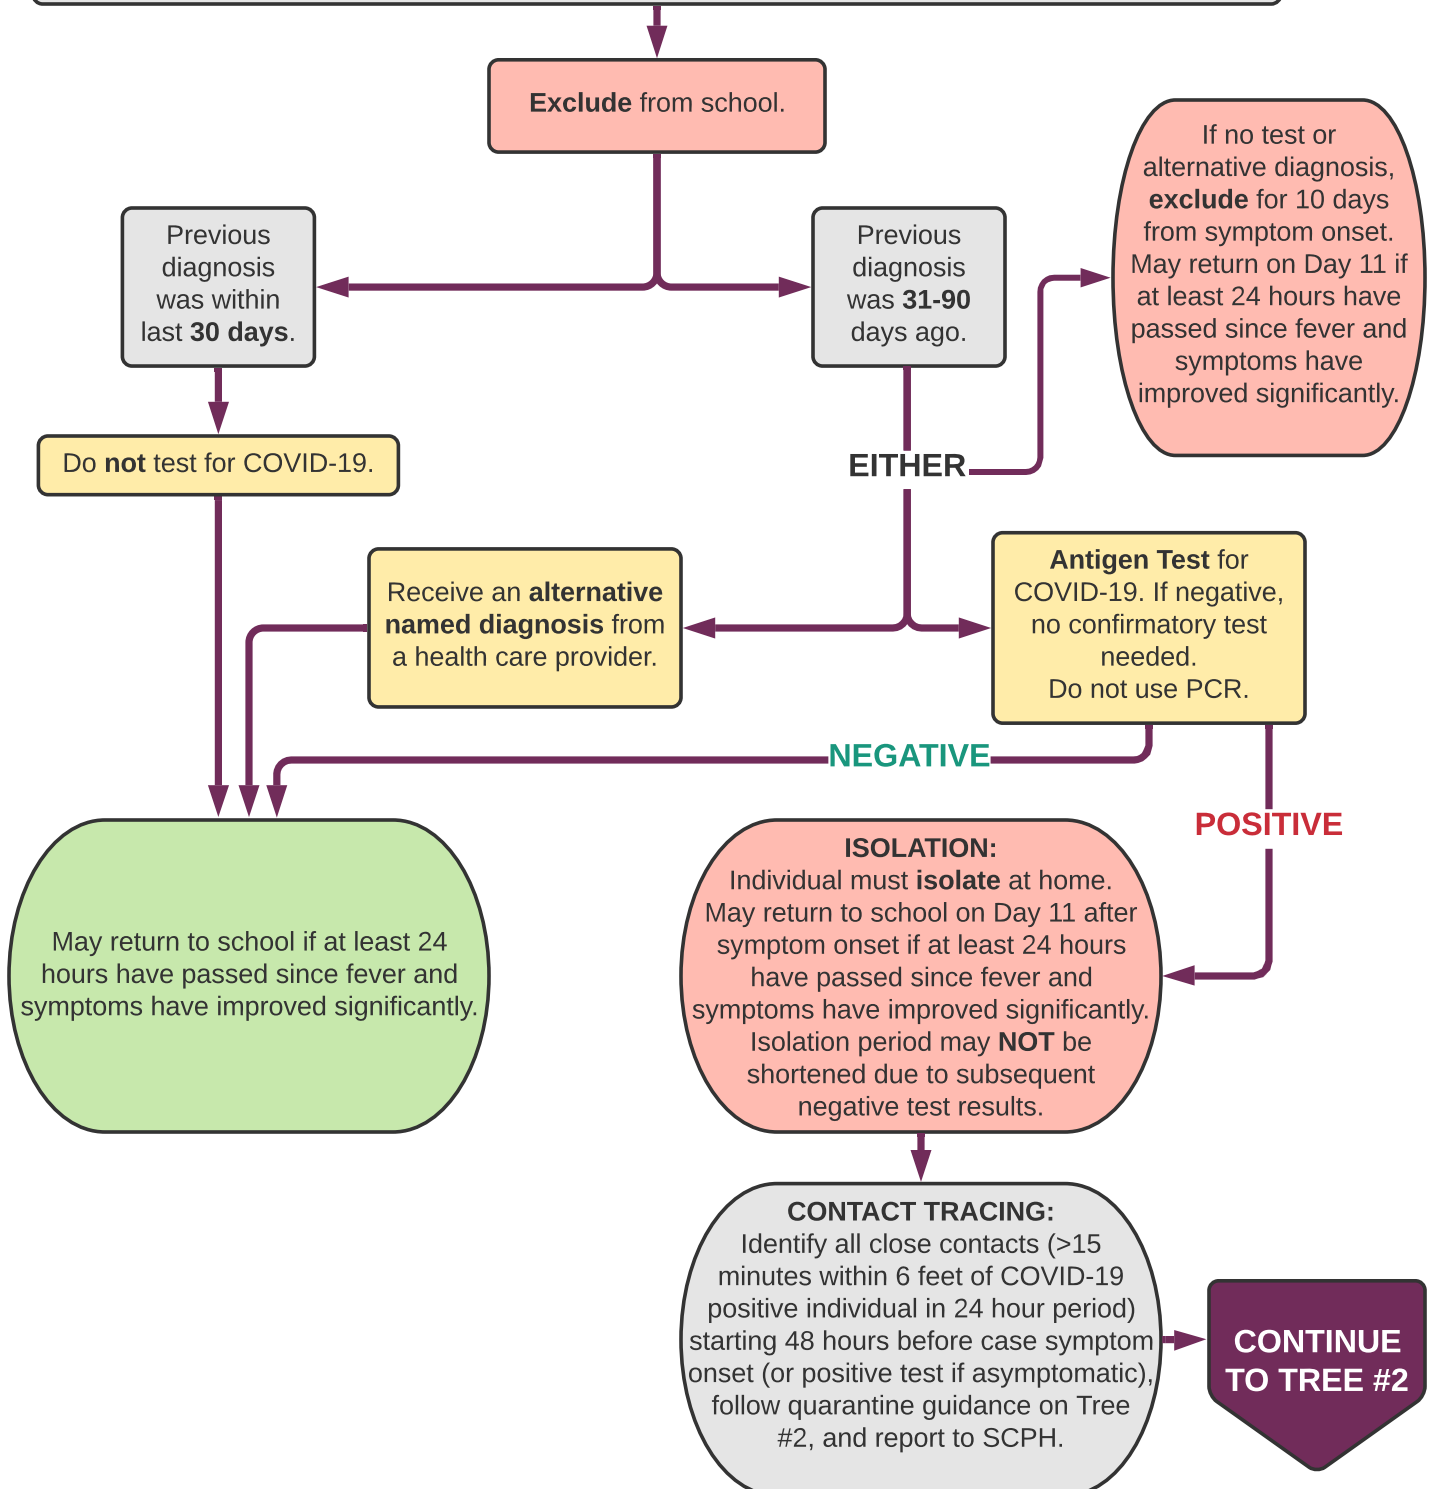 Exclude from school.
If no test or
alternative diagnosis,
exclude for 10 days
from symptom onset.
May return on Day 11 if
at least 24 hours have
passed since fever and
symptoms have
improved significantly.
Previous
diagnosis
was within
last 30 days.
Previous
diagnosis
was 31-90
days ago.
Do not test for COVID-19.
EITHER
Receive an alternative
named diagnosis from
a health care provider.
Antigen Test for
COVID-19. If negative,
no confirmatory test
needed.
Do not use PCR.
NEGATIVE
POSITIVE
May return to school if at least 24
hours have passed since fever and
symptoms have improved significantly.
ISOLATION:
Individual must isolate at home.
May return to school on Day 11 after
symptom onset if at least 24 hours
have passed since fever and
symptoms have improved significantly.
Isolation period may NOT be
shortened due to subsequent
negative test results.
CONTACT TRACING:
Identify all close contacts (>15
minutes within 6 feet of COVID-19
positive individual in 24 hour period)
starting 48 hours before case symptom
onset (or positive test if asymptomatic),
follow quarantine guidance on Tree
#2, and report to SCPH.
CONTINUE
TO TREE #2